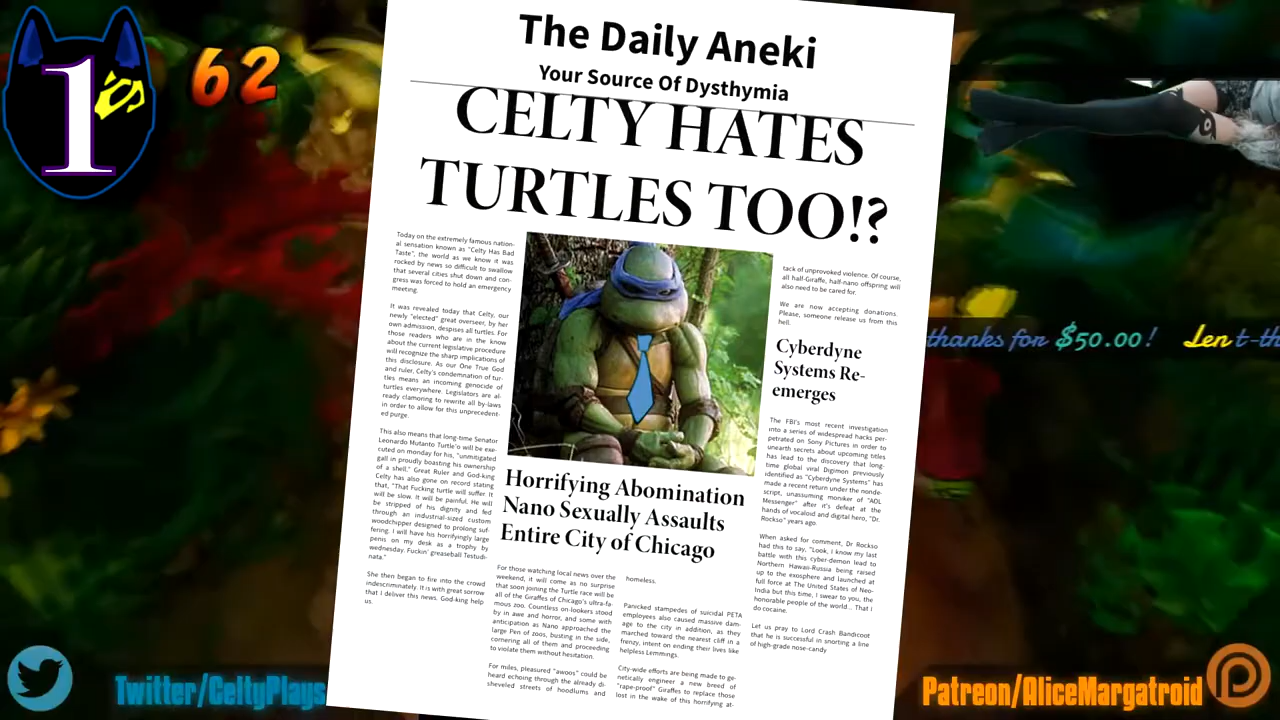 The Daily Aneki
Your Source Of Dysthymia
CELTY HATES
TURTLES TOO!?
1
62
Today on the extremely famous nation-
al sensation known as "Celty Has Bad
Taste", the world as we know it was
rocked by news so difficult to swallow
that several cities shut down and con-
gress was forced to hold an emergency
meeting.
It was revealed today that Celty, our
newly "elected" great overseer, by her
own admission, despises all turtles. For
those readers who are in the know
about the current legislative procedure
will recognize the sharp implications of
this disclosure. As our One True God
and ruler, Celty's condemnation of tur-
tles means an incoming genocide of
turtles everywhere. Legislators are al-
ready clamoring to rewrite all by-laws
in order to allow for this unprecedent-
ed purge.
This also means that long-time Senator
Leonardo Mutanto Turtle'o will be exe-
cuted on monday for his, "unmitigated
gall in proudly boasting his ownership
of a shell." Great Ruler and God-king
Celty has also gone on record stating
that, "That Fucking turtle will suffer. It
will be slow. It will be painful. He will
be stripped of his dignity and fed
through an industrial-sized custom
woodchipper designed to prolong suf-
fering. I will have his horrifyingly large
penis on my desk as a trophy by
wednesday. Fuckin' greaseball Testudi-
nata."
She then began to fire into the crowd
indescriminately. It is with great sorrow
that I deliver this news. God-king help
us.
Horrifying Abomination
Nano Sexually Assaults
Entire City of Chicago
For those watching local news over the
weekend, it will come as no surprise
that soon joining the Turtle race will be
all of the Giraffes of Chicago's ultra-fa-
mous zoo. Countless on-lookers stood
by in awe and horror, and some with
anticipation as Nano approached the
large Pen of zoos, busting in the side,
cornering all of them and proceeding
to violate them without hesitation.
For miles, pleasured "awoos" could be
heard echoing through the already di-
sheveled streets of hoodlums and
homeless.
Panicked stampedes of suicidal PETA
employees also caused massive dam-
age to the city in addition, as they
marched toward the nearest cliff in a
frenzy, intent on ending their lives like
helpless Lemmings.
City-wide efforts are being made to ge-
netically engineer a new breed of
"rape-proof" Giraffes to replace those
lost in the wake of this horrifying at-
tack of unprovoked violence. Of course,
all half-Giraffe, half-nano offspring will
also need to be cared for.
We are now accepting donations.
Please, someone release us from this
hell.
Cyberdyne
Systems Re-
emerges
The FBI's most recent investigation
into a series of widespread hacks per-
petrated on Sony Pictures in order to
unearth secrets about upcoming titles
has lead to the discovery that long-
time global viral Digimon previously
identified as "Cyberdyne Systems" has
made a recent return under the nonde-
script, unassuming moniker of "AOL
Messenger" after it's defeat at the
hands of vocaloid and digital hero, "Dr.
Rockso" years ago.
When asked for comment, Dr Rockso
had this to say, "Look, I know my last
battle with this cyber-demon lead to
Northern Hawaii-Russia being raised
up to the exosphere and launched at
full force at The United States of Neo-
India but this time, I swear to you, the
honorable people of the world... That I
do cocaine.
Let us pray to Lord Crash Bandicoot
that he is successful in snorting a line
of high-grade nose-candy.
thanks for $50.00! Len
Patreon/AliceMargatroid